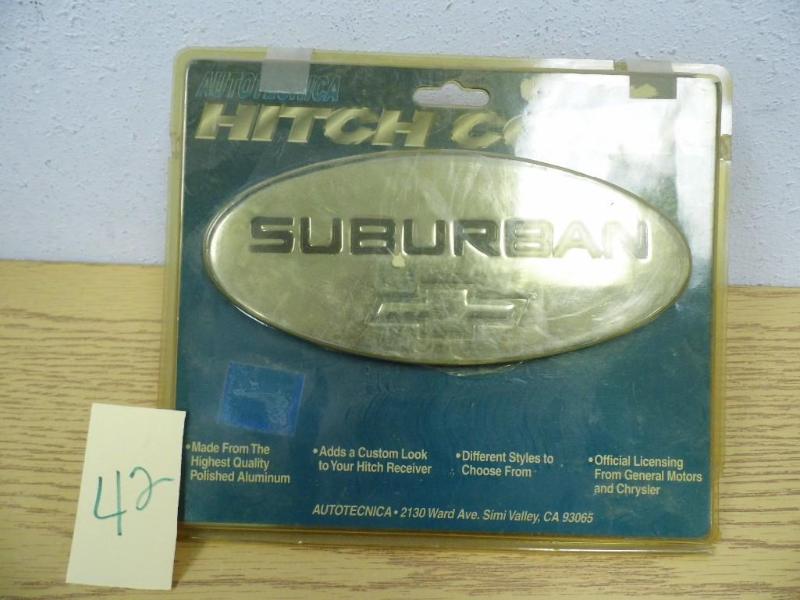 AUTOTECNICA
HITCH
SUBURBAN
• Made From The
Highest Quality
Polished Aluminum
• Adds a Custom Look
to Your Hitch Receiver
• Different Styles to
Choose From
• Official Licensing
From General Motors
and Chrysler
AUTOTECNICA • 2130 Ward Ave. Simi Valley, CA 93065
42